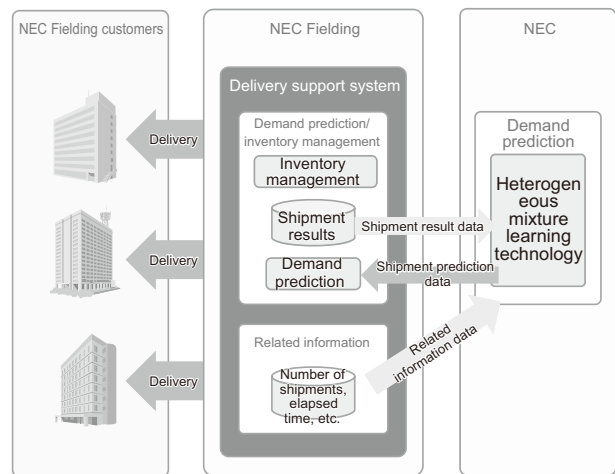 NEC Fielding customers
NEC Fielding
NEC
Delivery support system
Demand prediction/
inventory management
Inventory
management
Shipment
results
Demand
prediction
Related information
Number of
shipments,
elapsed
time, etc.
Delivery
Delivery
Delivery
Shipment result data
Shipment prediction
data
Related
information data
Demand
prediction
Heterogen
eous
mixture
learning
technology